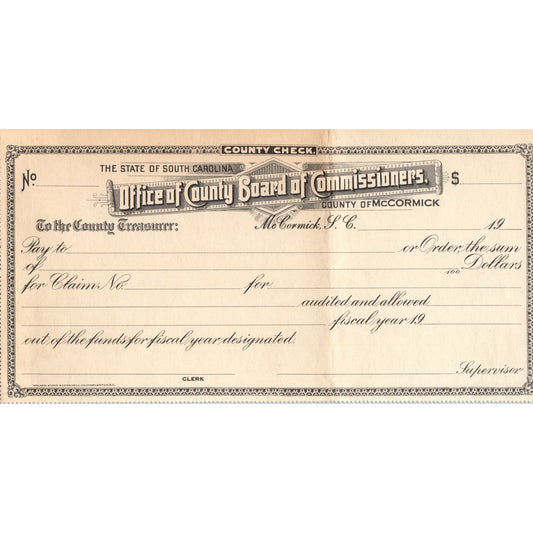 COUNTY CHECK.
No. THE STATE OF SOUTH CAROLINA
Office of County Board of Commissioners. $
COUNTY OF McCORMICK
To the County Treasurer: McCormick, S. C. 19
Pay to or Order, the sum
of 100 Dollars
for Claim No. for
audited and allowed
fiscal year 19
out of the funds for fiscal year designated.
Supervisor
CLERK